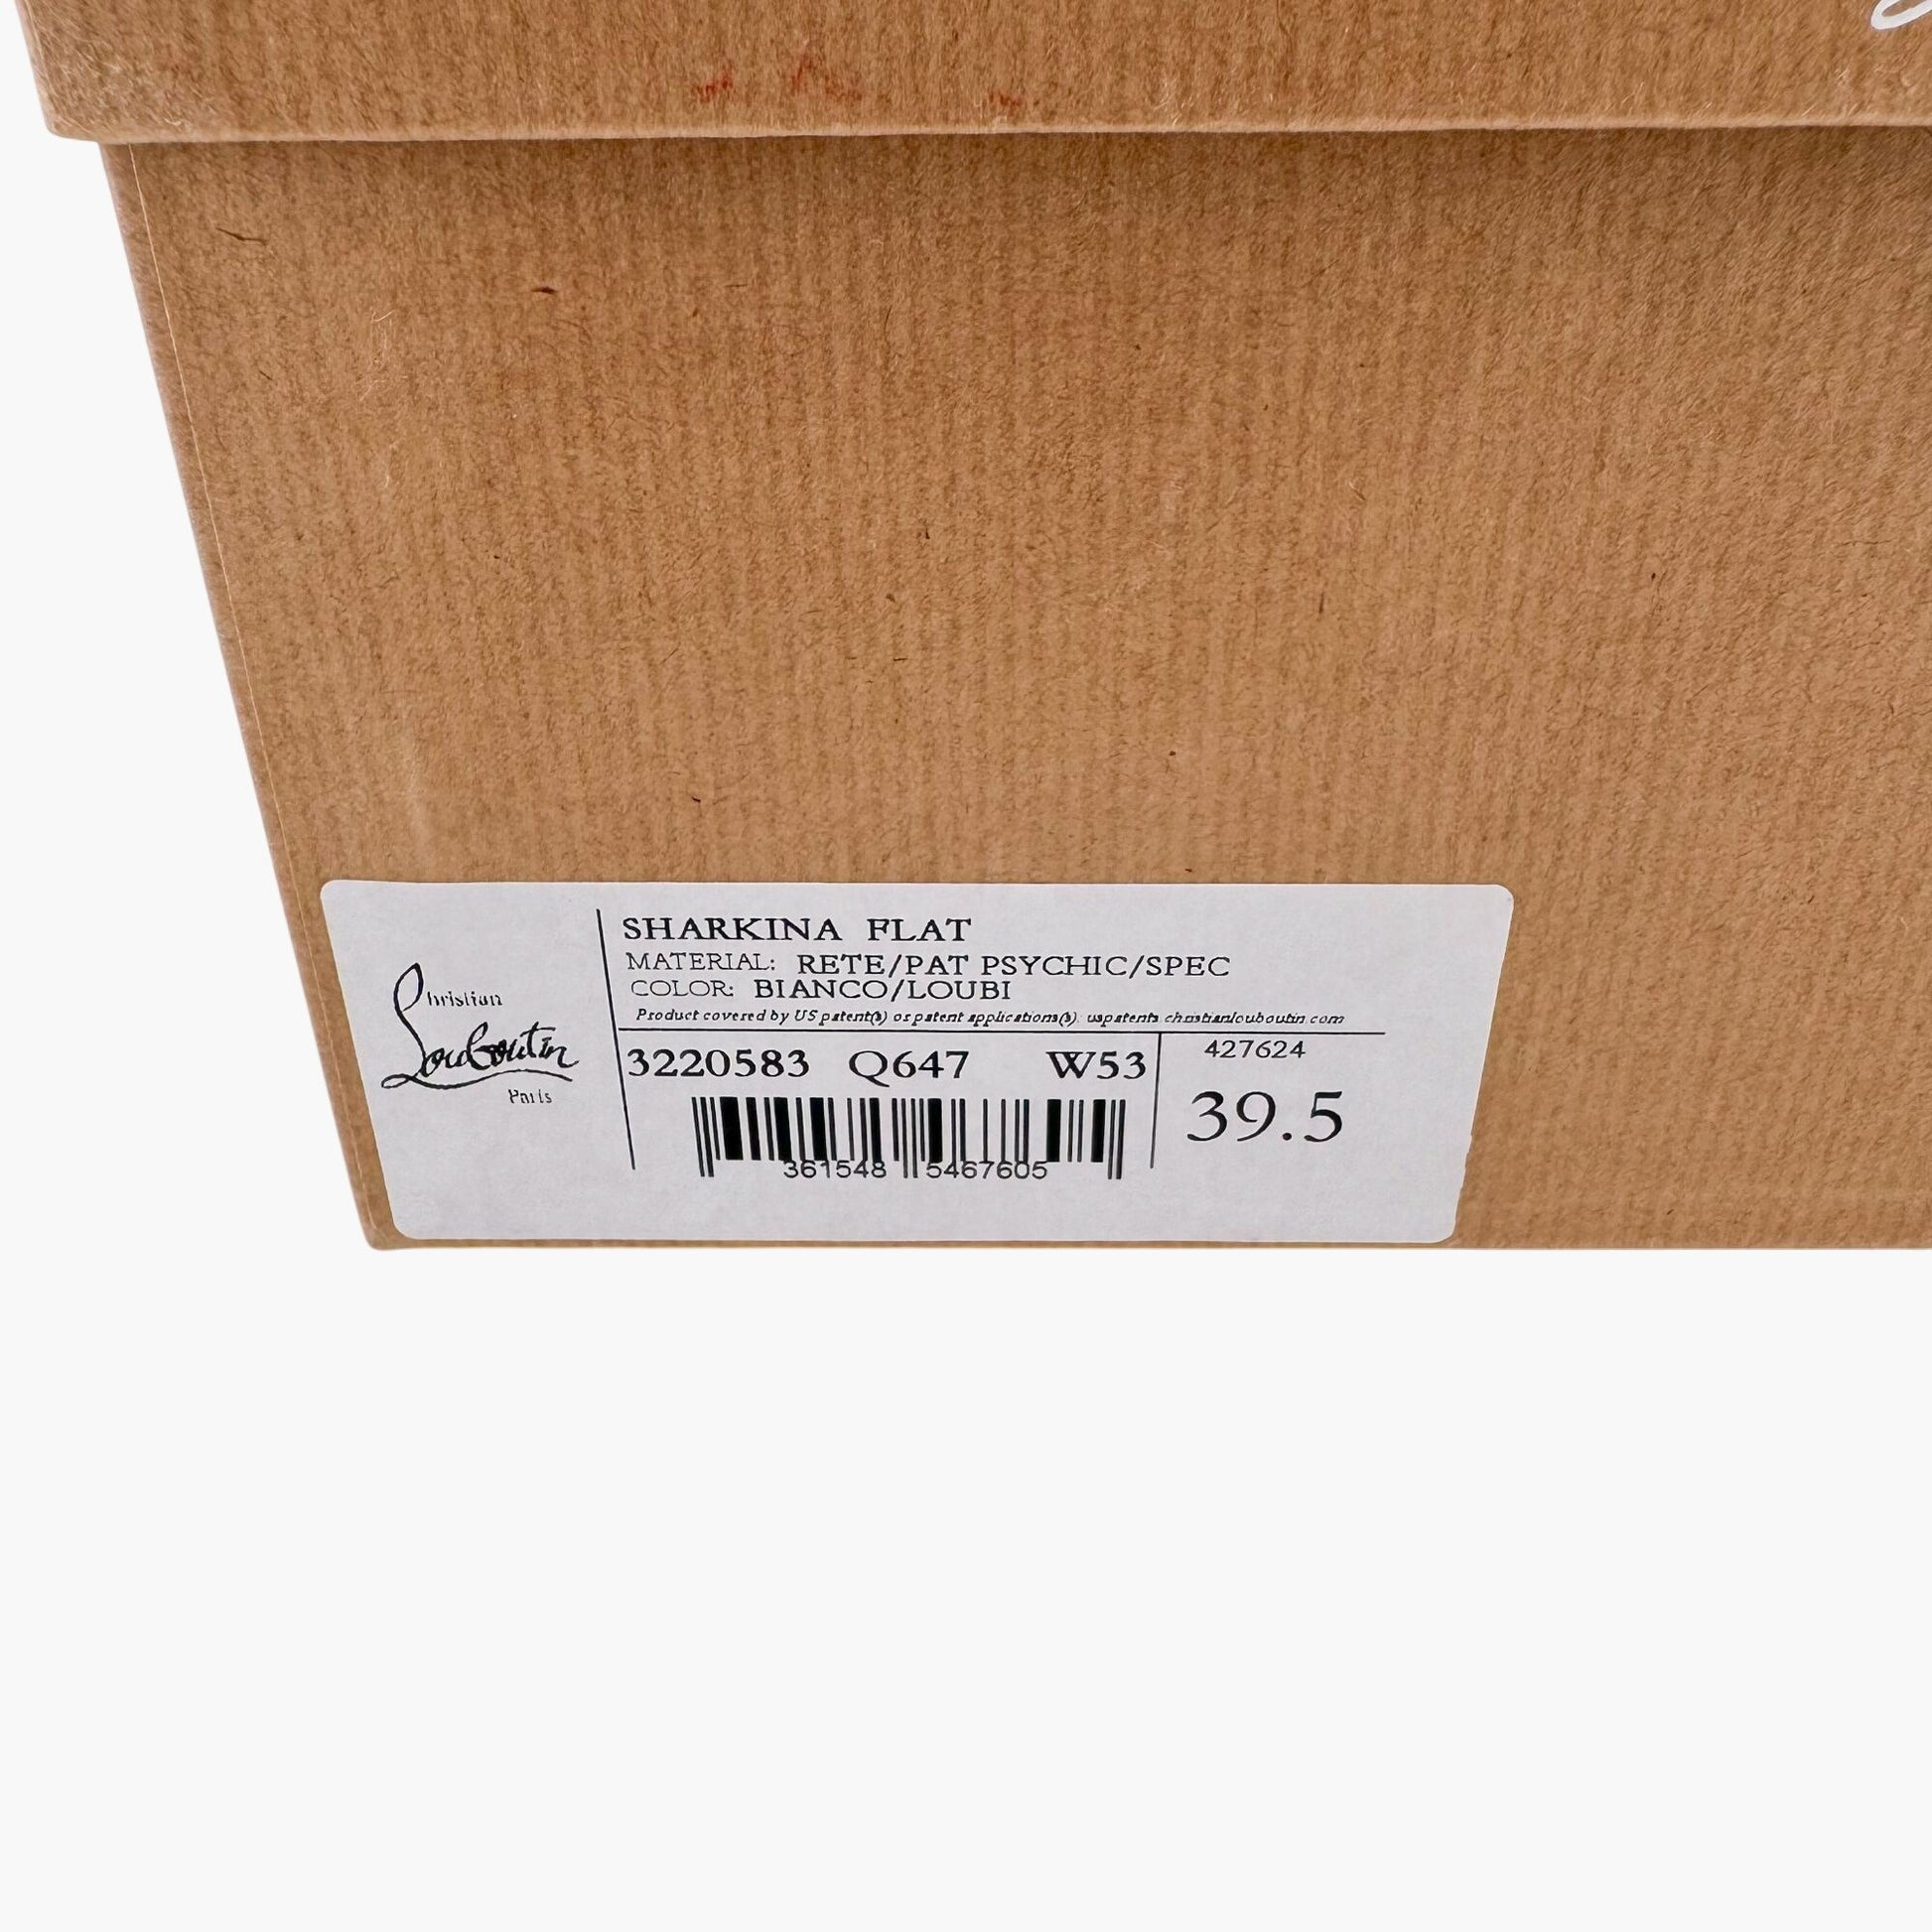 Christian
Louboutin
Paris
SHARKINA FLAT
MATERIAL: RETE/PAT PSYCHIC/SPEC
COLOR: BIANCO/LOUBI
Product covered by US patent(s) or patent applications(s): uspatents.christianlouboutin.com
3220583 Q647 W53
427624
39.5
361548 5467605